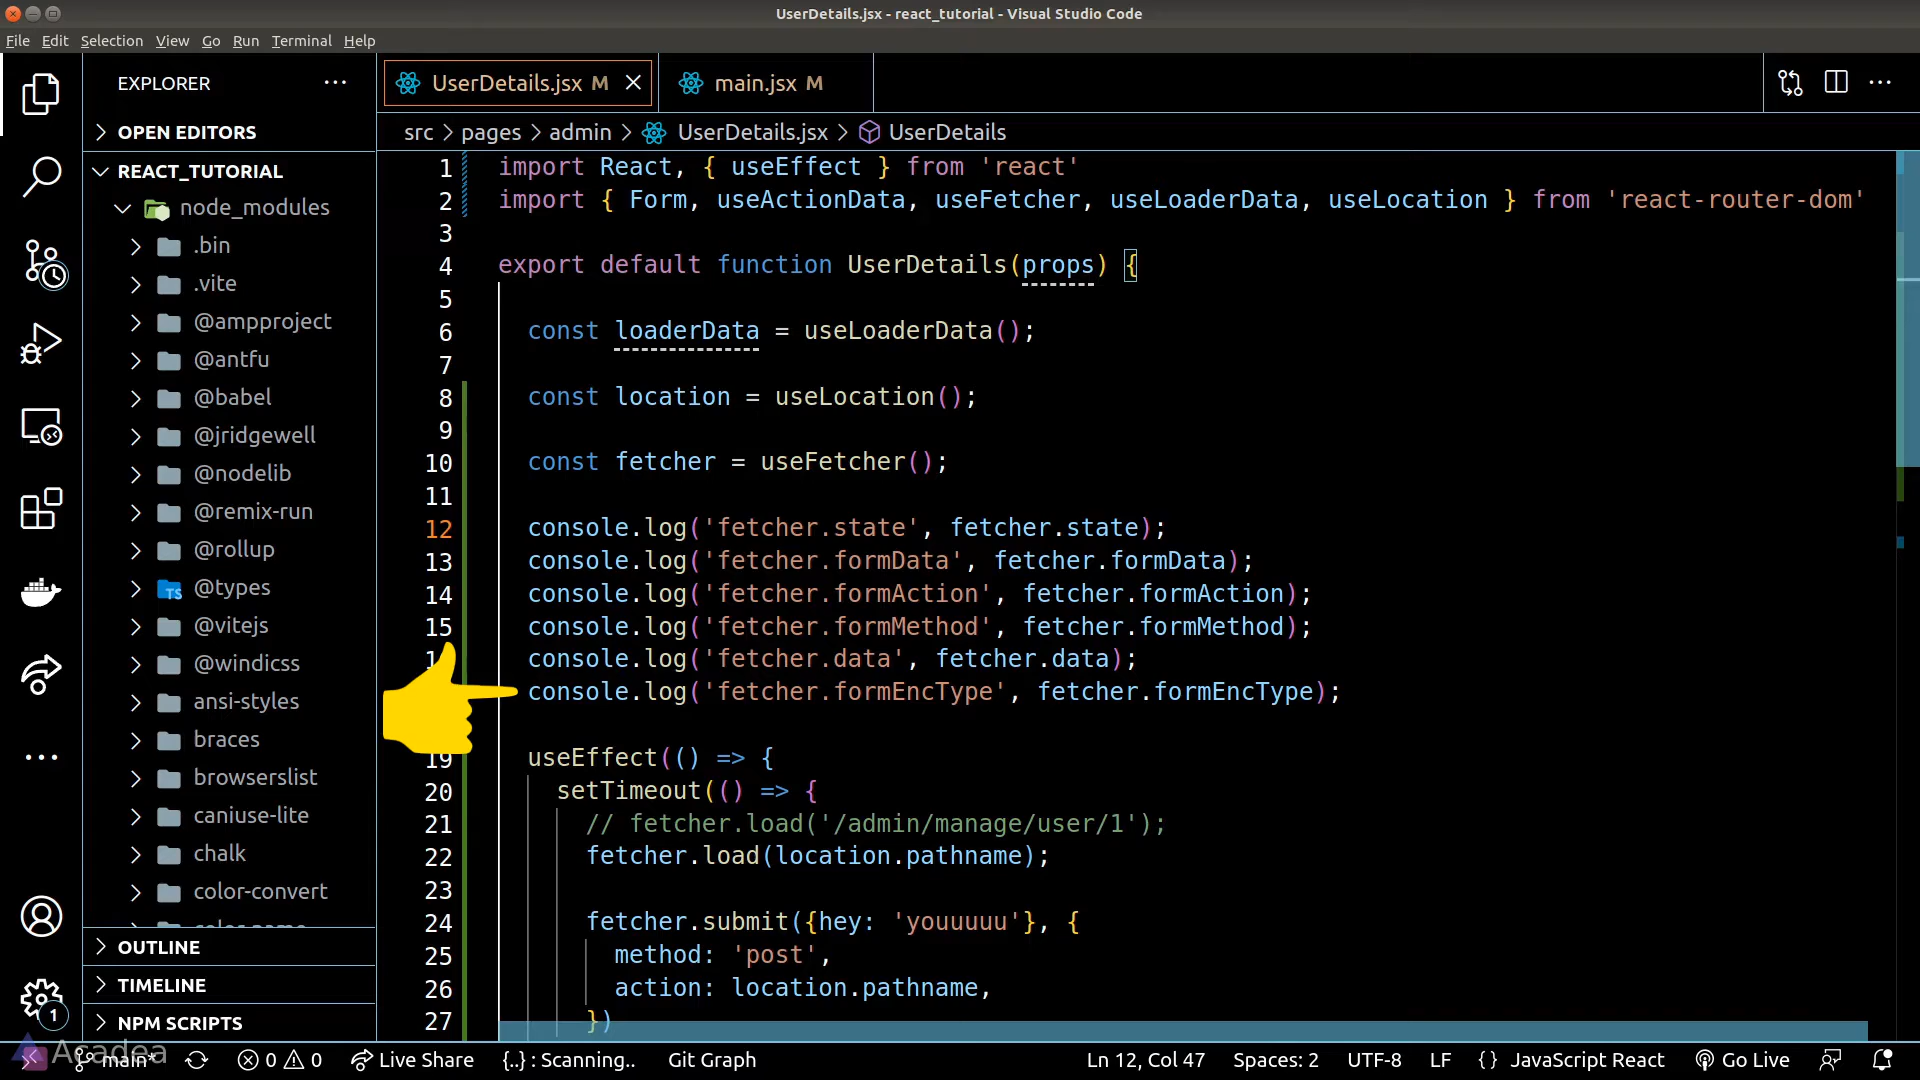 UserDetails.jsx - react_tutorial - Visual Studio Code
File Edit Selection View Go Run Terminal Help
EXPLORER
OPEN EDITORS
REACT_TUTORIAL
node_modules
.bin
.vite
@ampproject
@antfu
@babel
@jridgewell
@nodelib
@remix-run
@rollup
@types
@vitejs
@windicss
ansi-styles
braces
browserslist
caniuse-lite
chalk
color-convert
OUTLINE
TIMELINE
NPM SCRIPTS
UserDetails.jsx M
main.jsx M
src > pages > admin > UserDetails.jsx > UserDetails
1 import React, { useEffect } from 'react'
2 import { Form, useActionData, useFetcher, useLoaderData, useLocation } from 'react-router-dom'
3
4 export default function UserDetails(props) {
5
6 const loaderData = useLoaderData();
7
8 const location = useLocation();
9
10 const fetcher = useFetcher();
11
12 console.log('fetcher.state', fetcher.state);
13 console.log('fetcher.formData', fetcher.formData);
14 console.log('fetcher.formAction', fetcher.formAction);
15 console.log('fetcher.formMethod', fetcher.formMethod);
console.log('fetcher.data', fetcher.data);
console.log('fetcher.formEncType', fetcher.formEncType);
19 useEffect(() => {
20 setTimeout(() => {
21 // fetcher.load('/admin/manage/user/1');
22 fetcher.load(location.pathname);
23
24 fetcher.submit({hey: 'youuuuu'}, {
25 method: 'post',
26 action: location.pathname,
27 })
1
Acadea
main* 0 0 Live Share {..} : Scanning.. Git Graph Ln 12, Col 47 Spaces: 2 UTF-8 LF { } JavaScript React Go Live